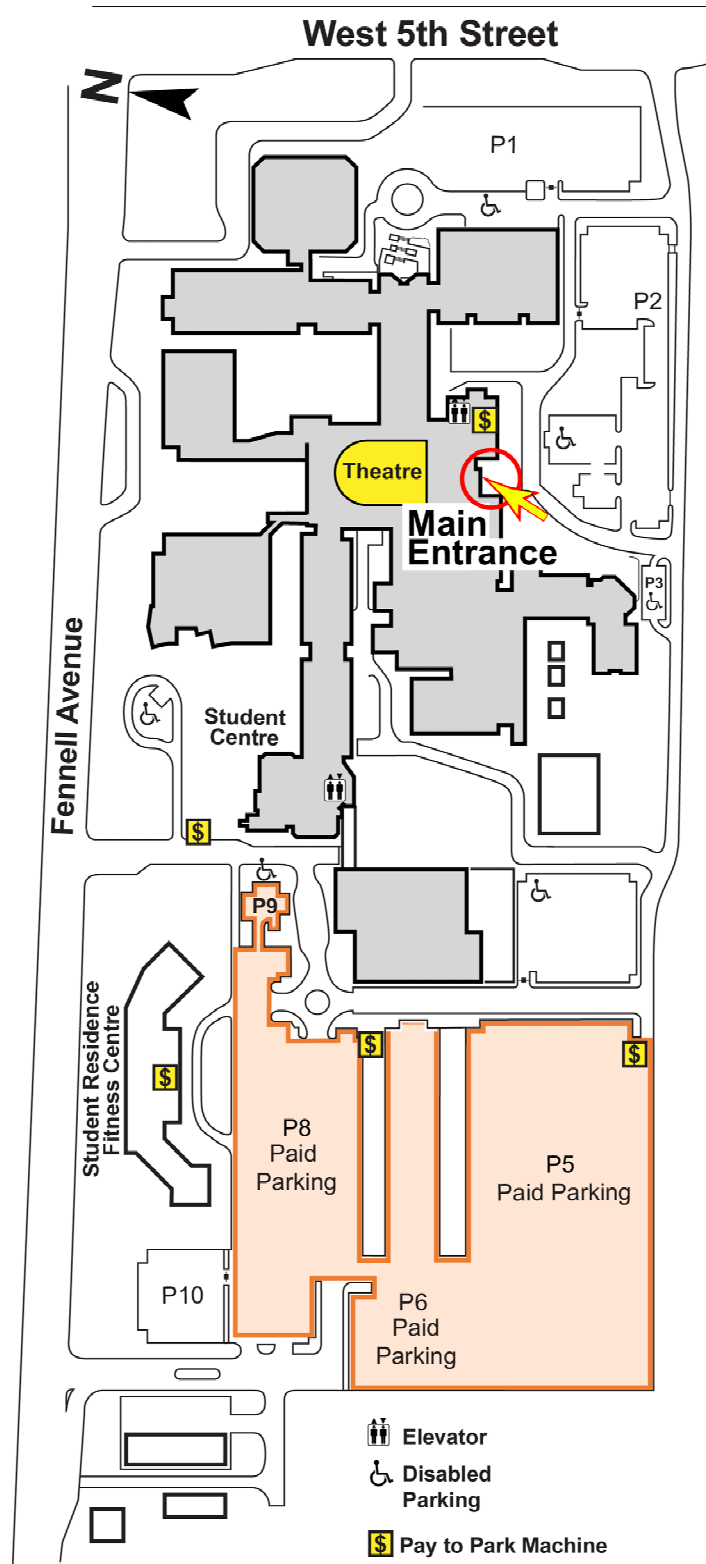 West 5th Street
N
P1
P2
$
Theatre
Main
Entrance
P3
Fennell Avenue
Student
Centre
$
P9
Student Residence
Fitness Centre
$
$
$
P8
Paid
Parking
P5
Paid Parking
P10
P6
Paid
Parking
Elevator
Disabled
Parking
$ Pay to Park Machine